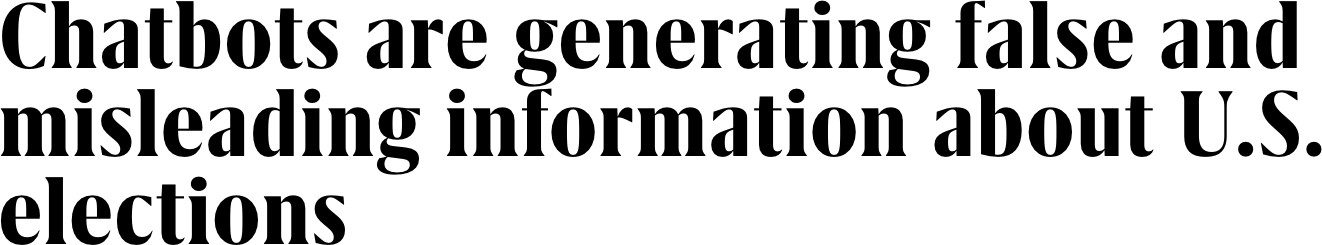 Chatbots are generating false and
misleading information about U.S.
elections